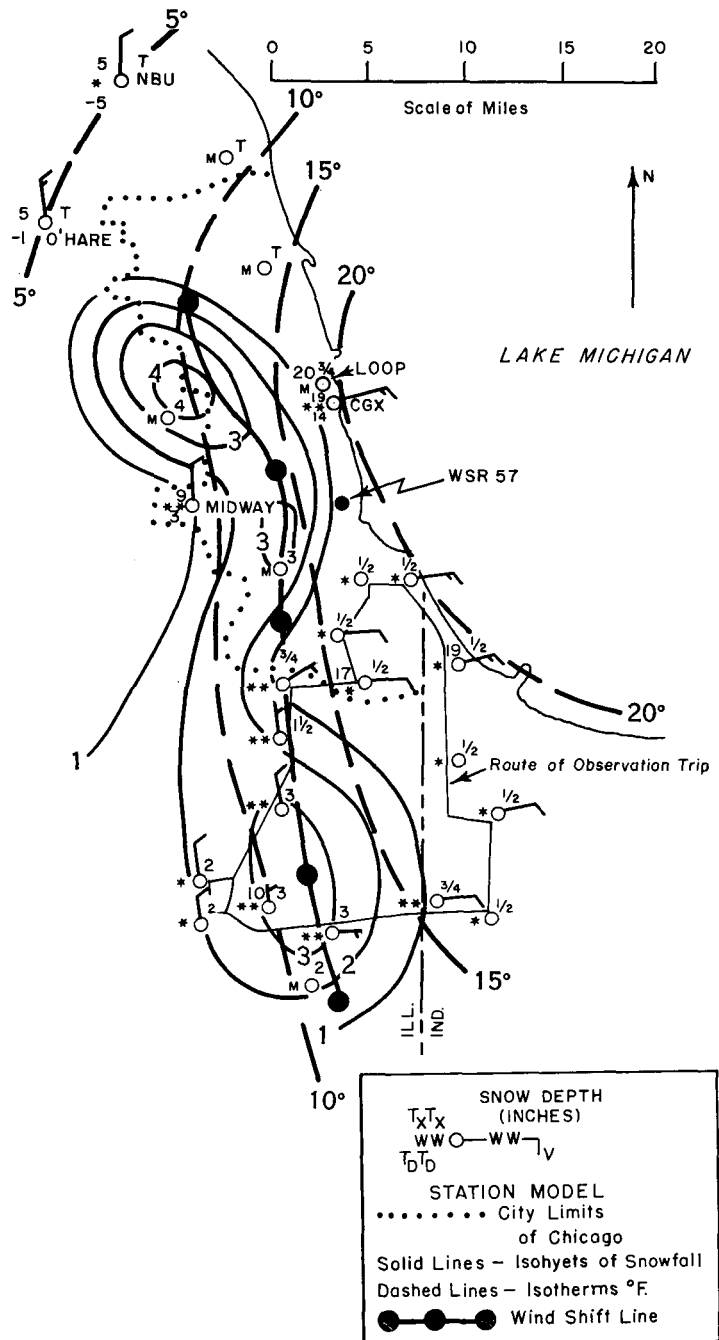 5°
0 5 10 15 20
Scale of Miles
5 T
* NBU
-5
10°
M T
15°
N
5 T
-1 O'HARE
5°
M T
20°
LAKE MICHIGAN
20 3/4 LOOP
M
19
** CGX
14
4
4
M
3
WSR 57
9
** MIDWAY
3
3
3
M
1/2
*
1/2
*
1/2
*
3/4
**
17
1/2
*
19 1/2
*
20°
1 1/2
**
1
1/2
*
Route of Observation Trip
3
**
1/2
*
2
*
10 3
**
3/4
**
2
*
3
**
1/2
*
3
2
2
M
15°
1
ILL.
IND.
10°
SNOW DEPTH
(INCHES)
TXTX
WW WW V
TDTD
STATION MODEL
City Limits
of Chicago
Solid Lines – Isohyets of Snowfall
Dashed Lines – Isotherms °F.
Wind Shift Line